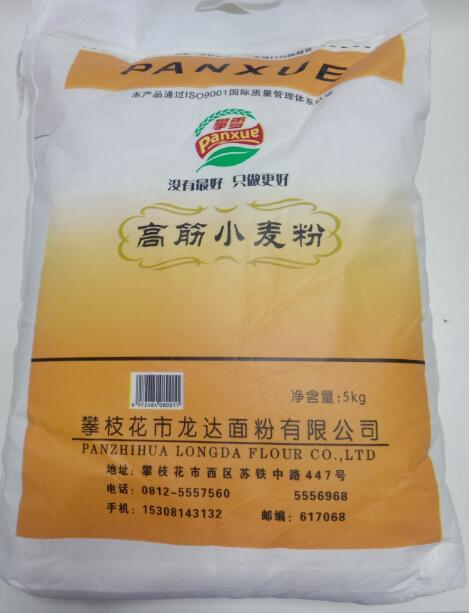 PANXUE
本产品通过ISO9001国际质量管理体系认证
攀雪
Panxue
没有最好 只做更好
高筋小麦粉
净含量:5kg
6972484080011
攀枝花市龙达面粉有限公司
PANZHIHUA LONGDA FLOUR CO.,LTD
地址: 攀枝花市西区苏铁中路447号
电话: 0812-5557560 5556968
手机: 15308143132 邮编: 617068